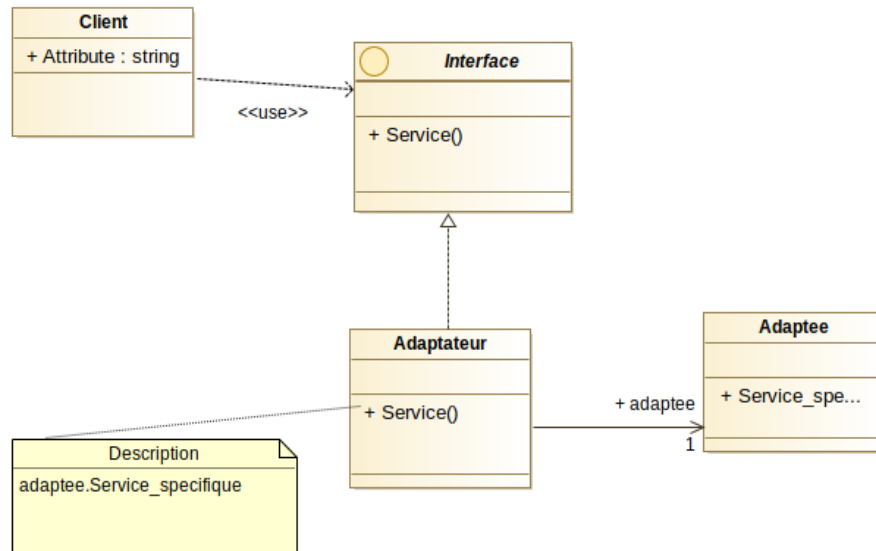 Client
+ Attribute : string
<<use>>
Interface
+ Service()
Adaptateur
+ Service()
+ adaptee
1
Adaptee
+ Service_spe...
Description
adaptee.Service_specifique